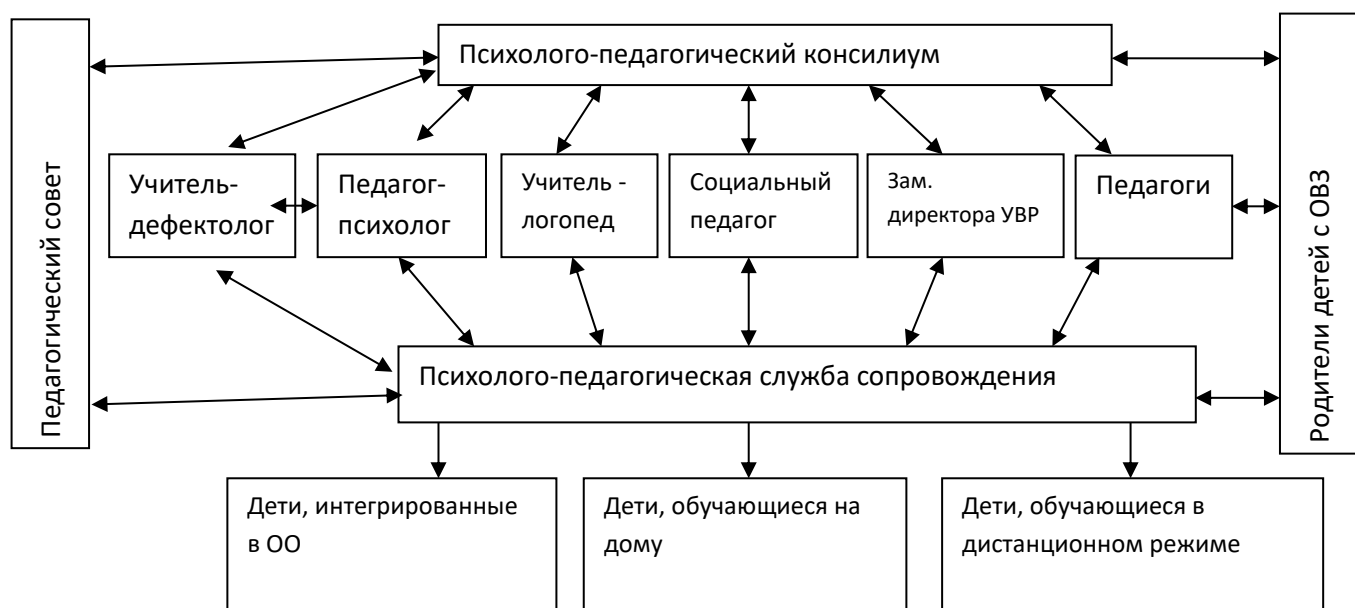 Педагогический совет
Психолого-педагогический консилиум
Учитель-
дефектолог
Педагог-
психолог
Учитель -
логопед
Социальный
педагог
Зам.
директора УВР
Педагоги
Родители детей с ОВЗ
Психолого-педагогическая служба сопровождения
Дети, интегрированные
в ОО
Дети, обучающиеся на
дому
Дети, обучающиеся в
дистанционном режиме